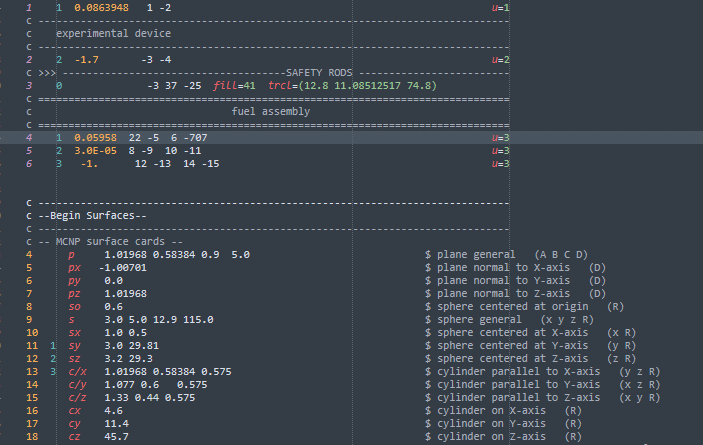 1 1 0.0863948 1 -2 u=1
c ------------------------------------------------------------------------------
c experimental device
c ------------------------------------------------------------------------------
2 2 -1.7 -3 -4 u=2
c >>> -------------------------------------SAFETY RODS--------------------------
3 0 -3 37 -25 fill=41 trcl=(12.8 11.08512517 74.8)
c ==============================================================================
c fuel assembly
c ==============================================================================
4 1 0.05958 22 -5 6 -707 u=3
5 2 3.0E-05 8 -9 10 -11 u=3
6 3 -1. 12 -13 14 -15 u=3
c ------------------------------------------------------------------------------
c --Begin Surfaces--
c ------------------------------------------------------------------------------
c -- MCNP surface cards --
4 p 1.01968 0.58384 0.9 5.0 $ plane general (A B C D)
5 px -1.00701 $ plane normal to X-axis (D)
6 py 0.0 $ plane normal to Y-axis (D)
7 pz 1.01968 $ plane normal to Z-axis (D)
8 so 0.6 $ sphere centered at origin (R)
9 s 3.0 5.0 12.9 115.0 $ sphere general (x y z R)
10 sx 1.0 0.5 $ sphere centered at X-axis (x R)
11 1 sy 3.0 29.81 $ sphere centered at Y-axis (y R)
12 2 sz 3.2 29.3 $ sphere centered at Z-axis (z R)
13 3 c/x 1.01968 0.58384 0.575 $ cylinder parallel to X-axis (y z R)
14 c/y 1.077 0.6 0.575 $ cylinder parallel to Y-axis (x z R)
15 c/z 1.33 0.44 0.575 $ cylinder parallel to Z-axis (x y R)
16 cx 4.6 $ cylinder on X-axis (R)
17 cy 11.4 $ cylinder on Y-axis (R)
18 cz 45.7 $ cylinder on Z-axis (R)